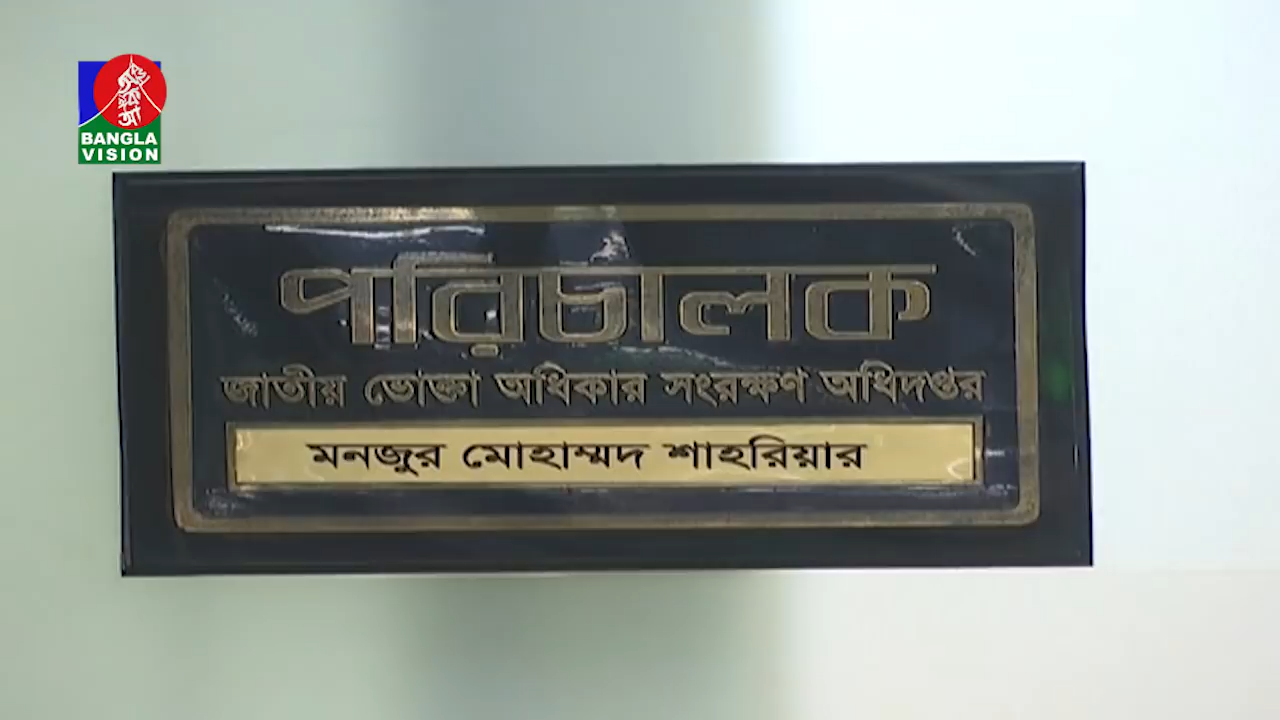 BANGLA
VISION
পরিচালক
জাতীয় ভোক্তা অধিকার সংরক্ষণ অধিদপ্তর
মনজুর মোহাম্মদ শাহরিয়ার